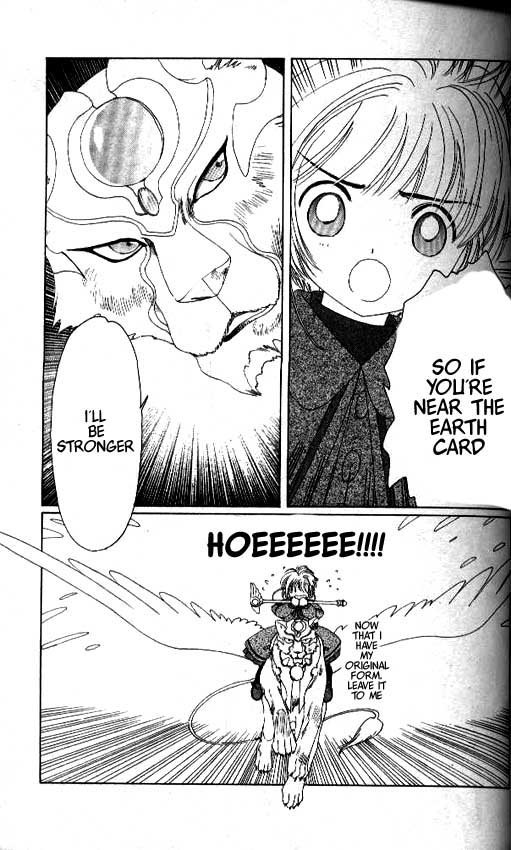 SO IF
YOU'RE
NEAR THE
EARTH
CARD
I'LL
BE
STRONGER
HOEEEEEE!!!!
NOW
THAT I
HAVE
MY
ORIGINAL
FORM.
LEAVE IT
TO ME